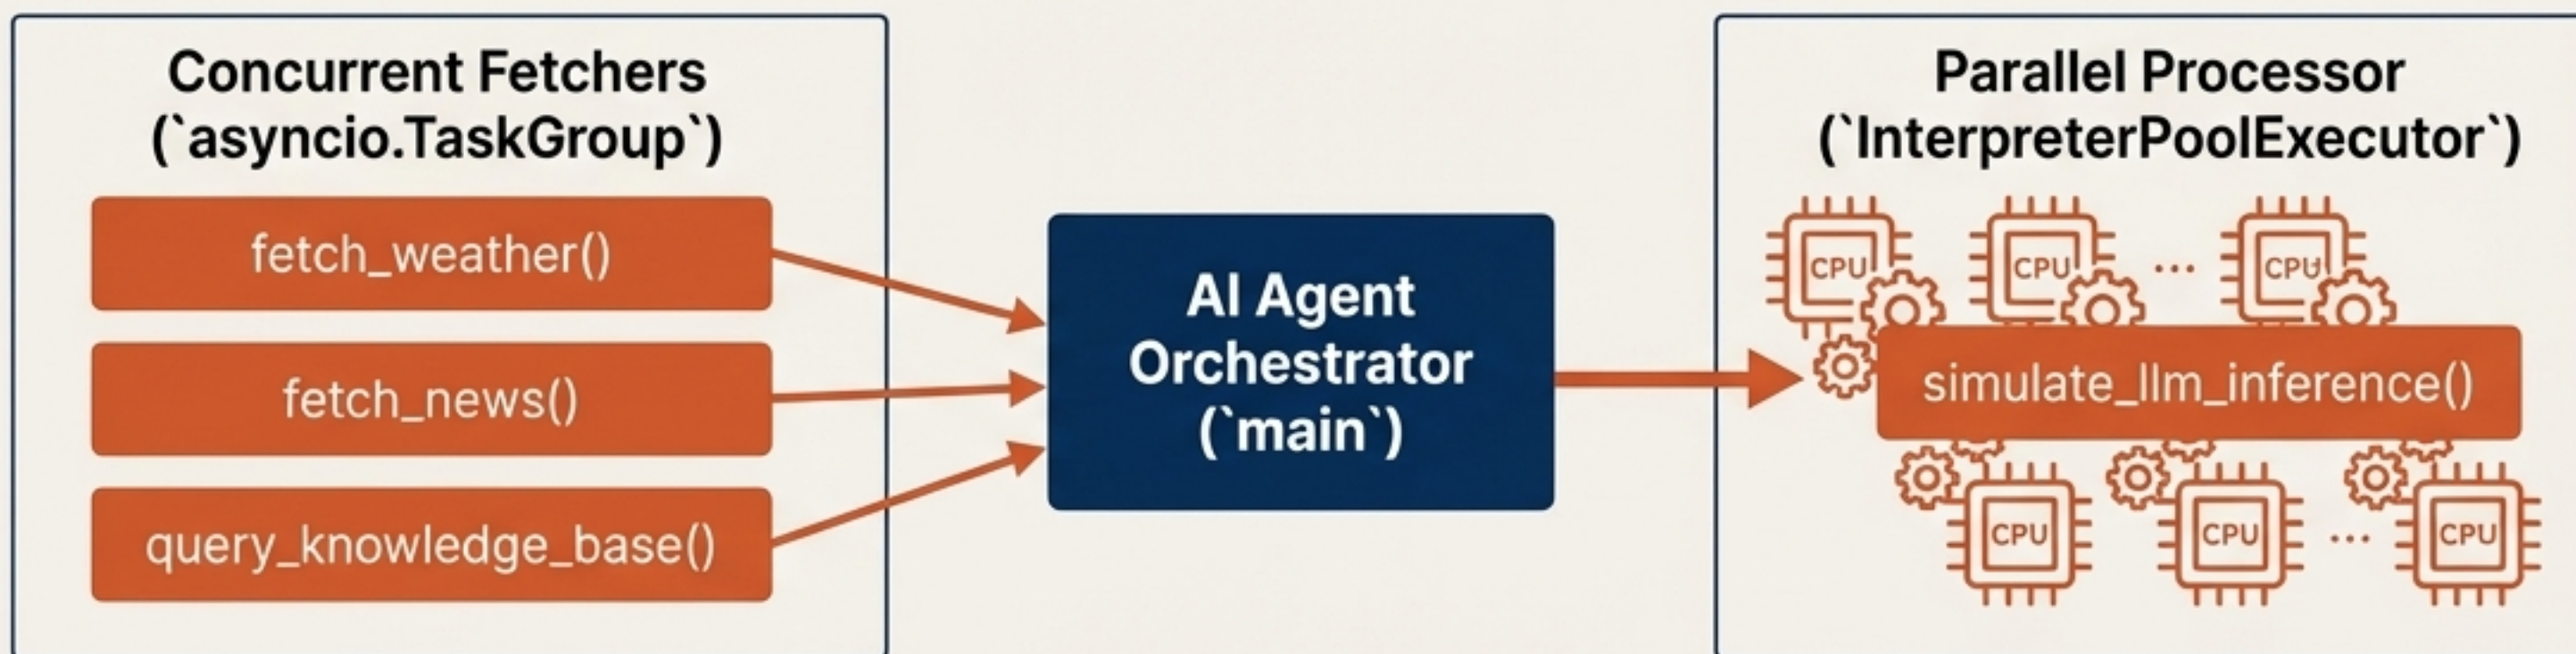 Concurrent Fetchers
(`asyncio.TaskGroup`)
fetch_weather()
fetch_news()
query_knowledge_base()
AI Agent
Orchestrator
(`main`)
Parallel Processor
(`InterpreterPoolExecutor`)
CPU CPU ... CPU
simulate_llm_inference()
CPU CPU ... CPU